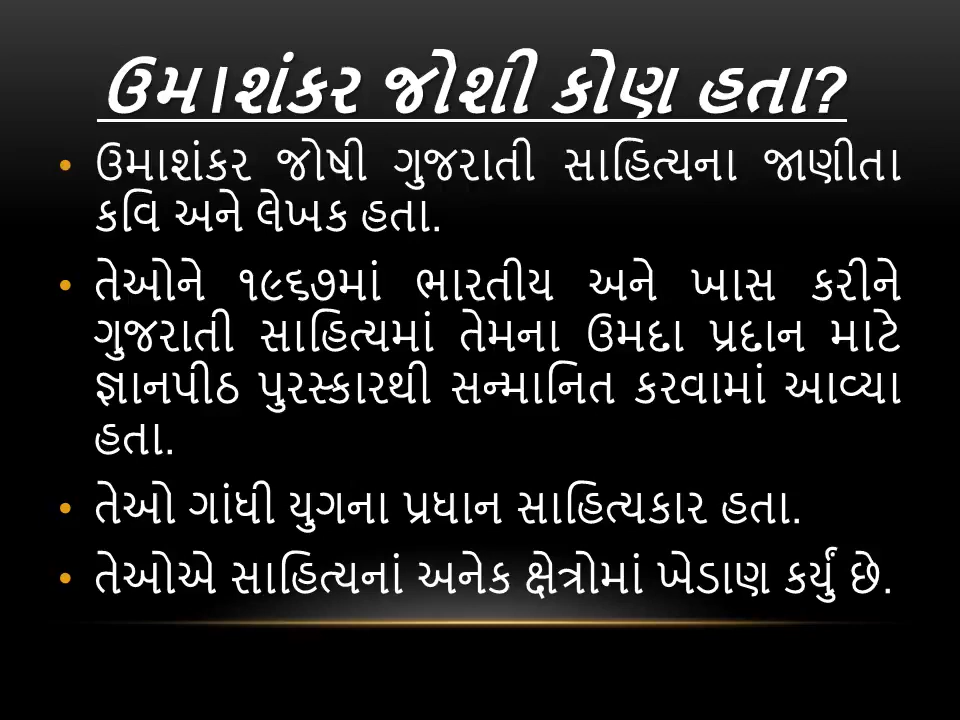 ઉમાશંકર જોશી કોણ હતા?
• ઉમાશંકર જોષી ગુજરાતી સાહિત્યના જાણીતા
કવિ અને લેખક હતા.
• તેઓને ૧૯૬૭માં ભારતીય અને ખાસ કરીને
ગુજરાતી સાહિત્યમાં તેમના ઉમદા પ્રદાન માટે
જ્ઞાનપીઠ પુરસ્કારથી સન્માનિત કરવામાં આવ્યા
હતા.
• તેઓ ગાંધી યુગના પ્રધાન સાહિત્યકાર હતા.
• તેઓએ સાહિત્યનાં અનેક ક્ષેત્રોમાં ખેડાણ કર્યું છે.